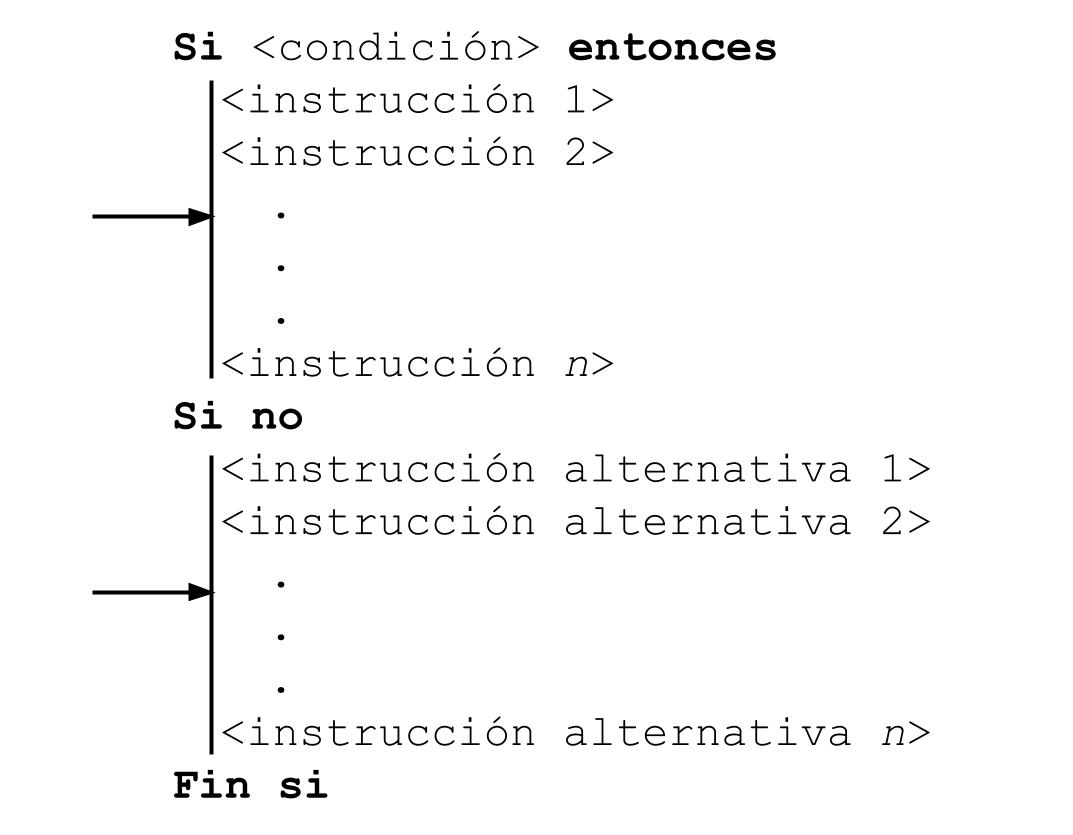 Si <condición> entonces
<instrucción 1>
<instrucción 2>
.
.
.
<instrucción n>
Si no
<instrucción alternativa 1>
<instrucción alternativa 2>
.
.
.
<instrucción alternativa n>
Fin si